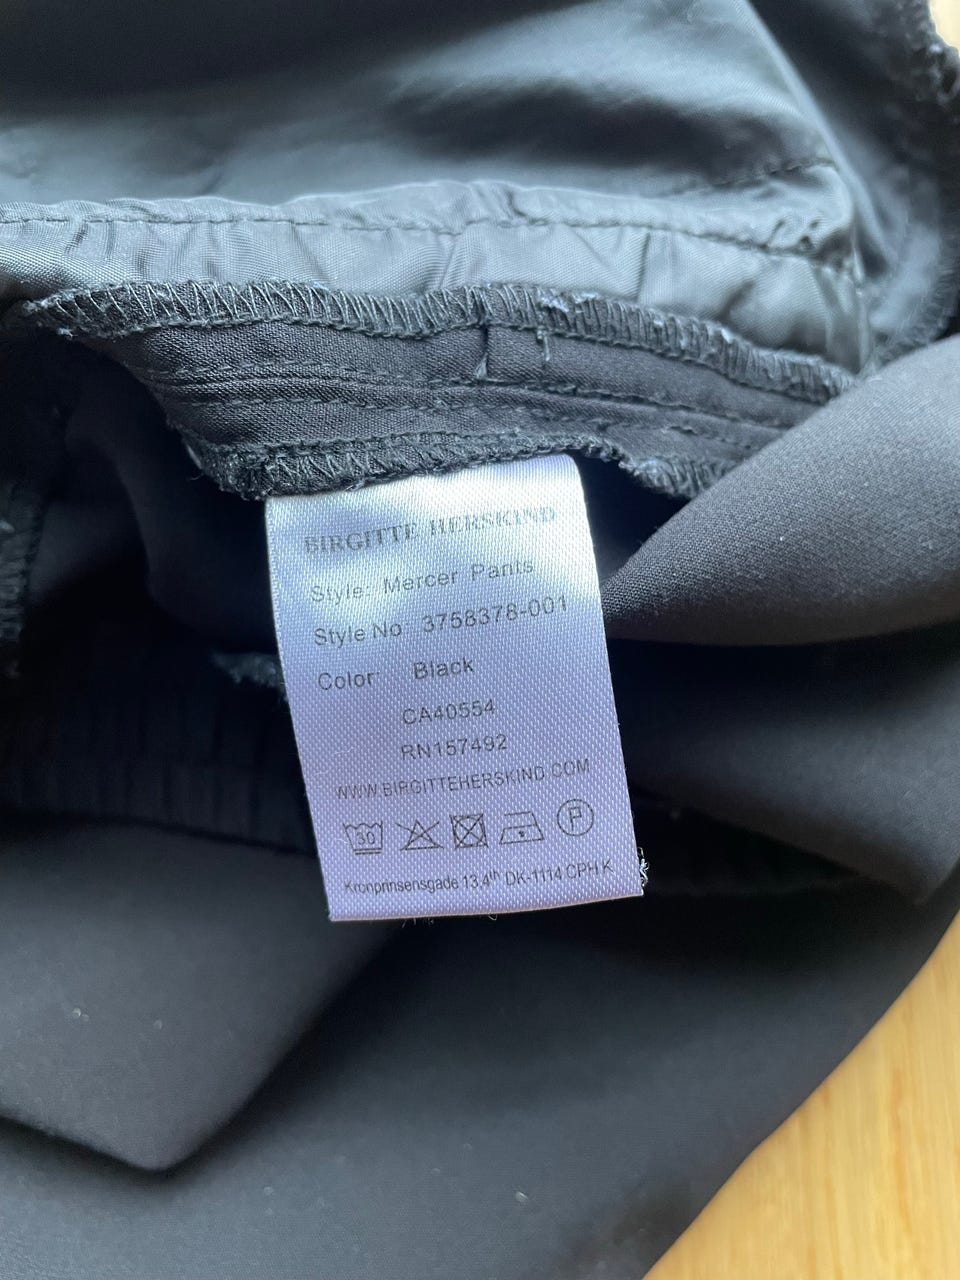 BIRGITTE HERSKIND
Style: Mercer Pants
Style No: 3758378-001
Color: Black
CA40554
RN157492
WWW.BIRGITTEHERSKIND.COM
30 P
Kronprinsensgade 13,4th DK-1114 CPH K